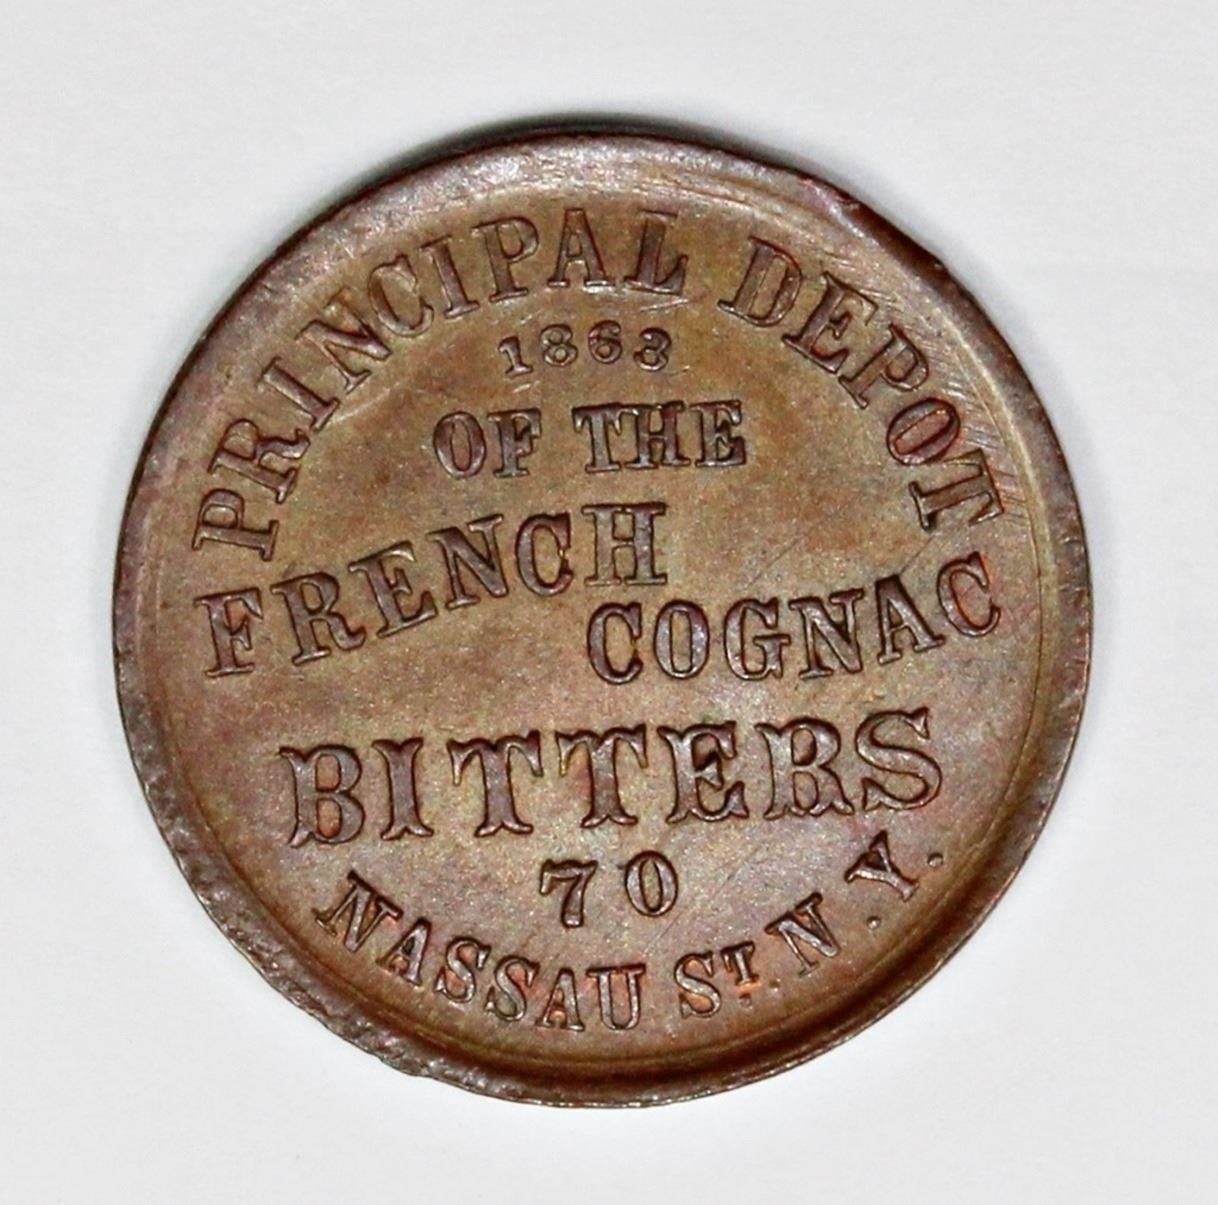 PRINCIPAL DEPOT
1863
OF THE
FRENCH
COGNAC
BITTERS
70
NASSAU ST. N.Y.